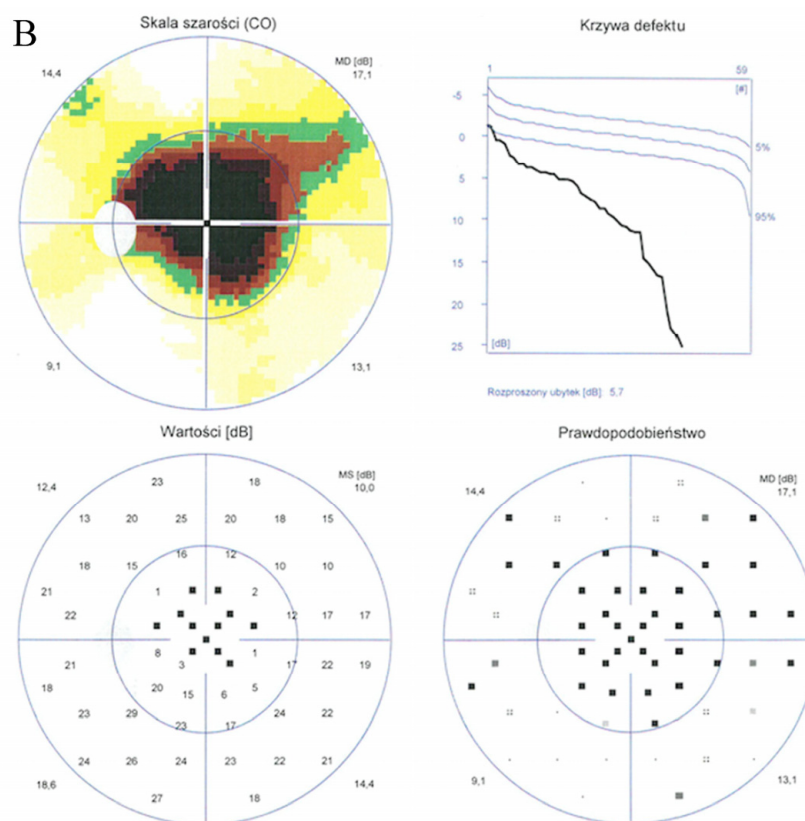 B
Skala szarości (CO)
MD [dB]
17,1
14,4
9,1
13,1
Krzywa defektu
1
59
[#]
-5
0
5
10
15
20
25
5%
95%
[dB]
Rozproszony ubytek [dB] 5,7
Wartości [dB]
MS [dB]
10,0
12,4
23 18
13 20 25 20 18 15
16 12
18 15 10 10
21 1 2
22 12 17 17
8 1
21 3 17 22 19
18 20 15 6 5
23 29 24 22
23 17
24 26 24 23 22 21
18,6 14,4
27 18
Prawdopodobieństwo
MD [dB]
17,1
14,4
9,1
13,1